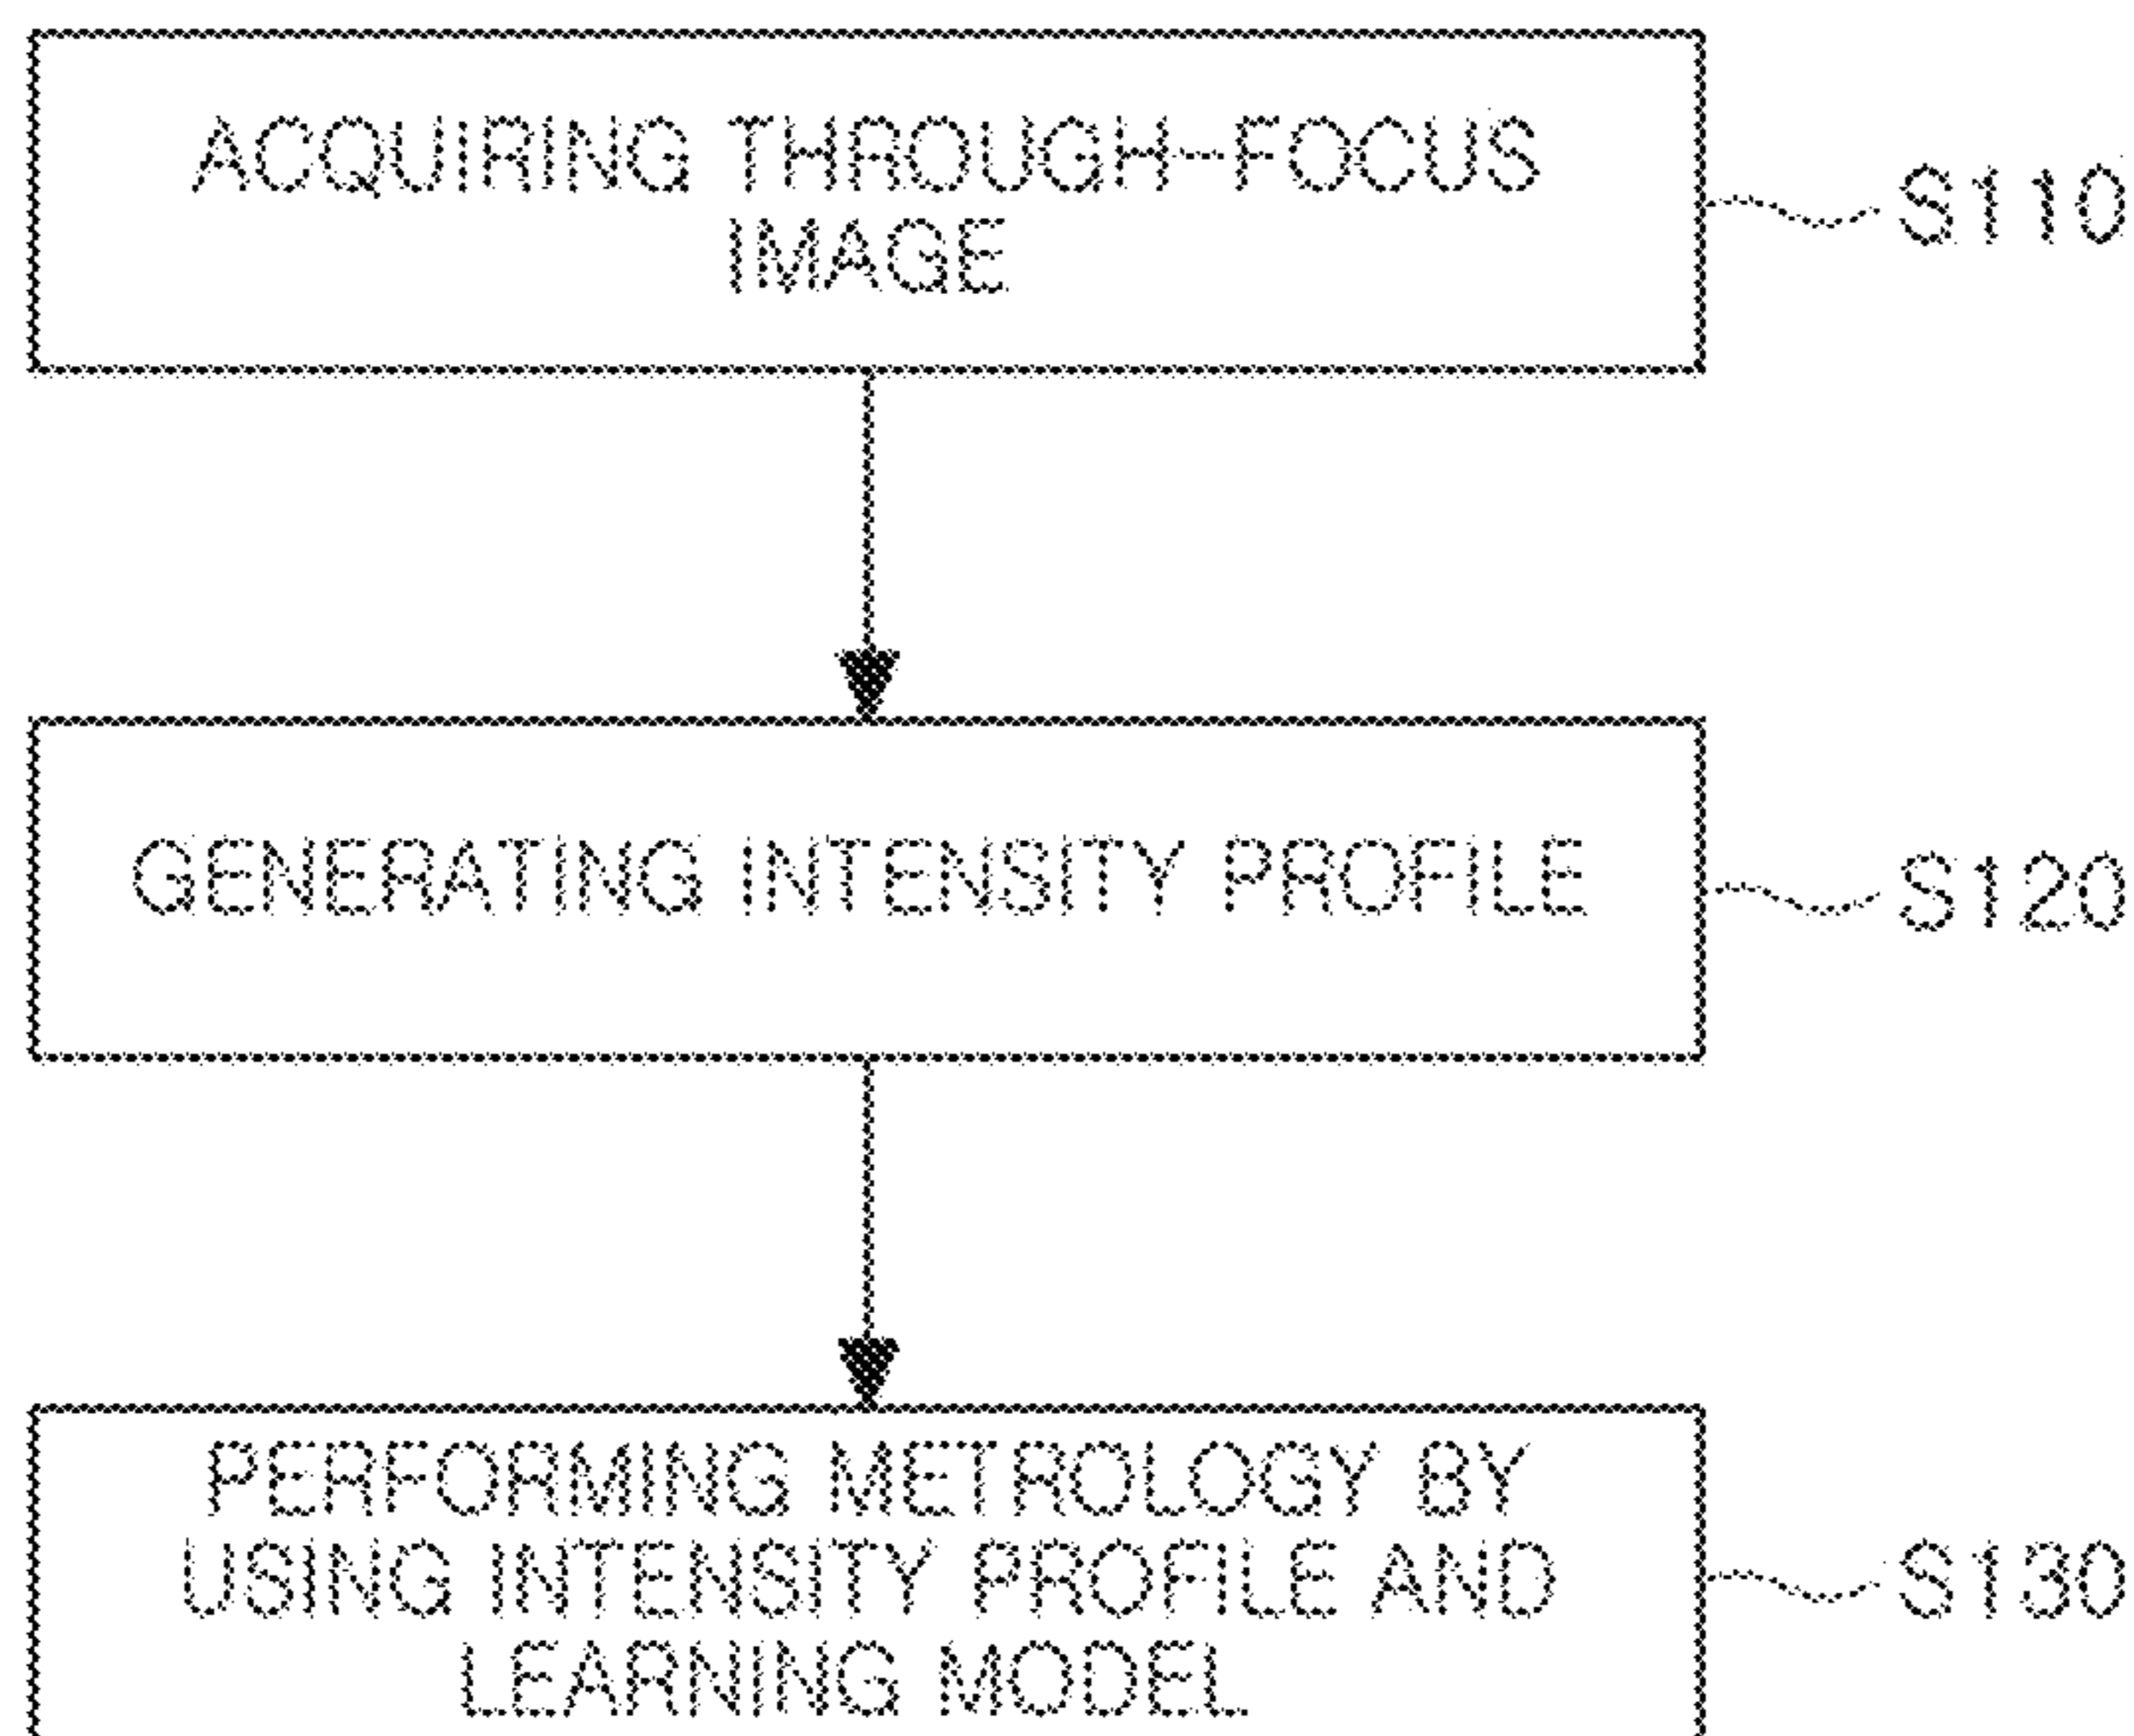 ACQUIRING THROUGH-FOCUS
IMAGE
S110
GENERATING INTENSITY PROFILE
S120
PERFORMING METROLOGY BY
USING INTENSITY PROFILE AND
LEARNING MODEL
S130